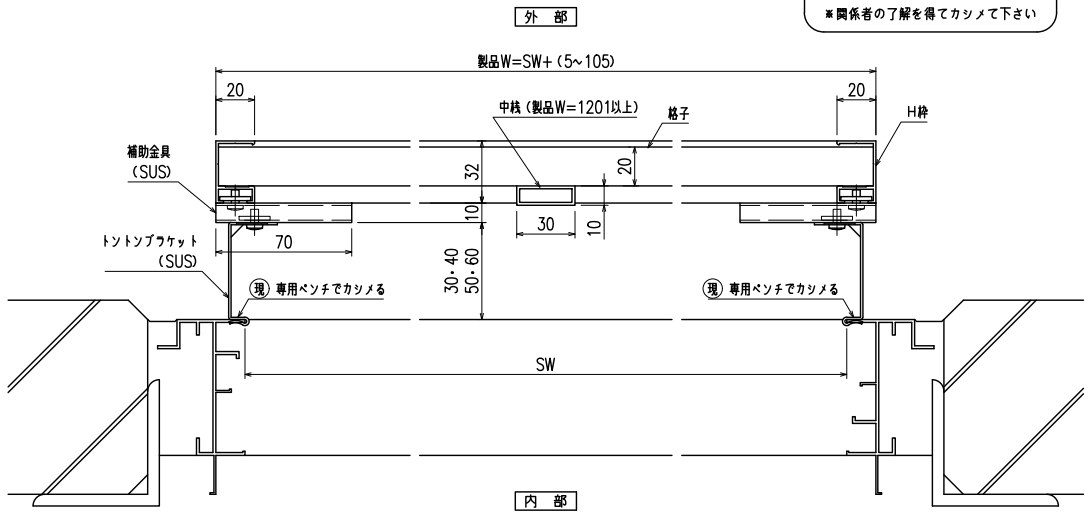 外 部
※関係者の了解を得てカシメて下さい
製品W=SW+(5~105)
20
20
中桟(製品W=1201以上)
格子
H枠
補助金具
(SUS)
32
20
10
30
10
70
トントンブラケット
(SUS)
30・40
50・60
現 専用ペンチでカシメる
現 専用ペンチでカシメる
SW
内 部